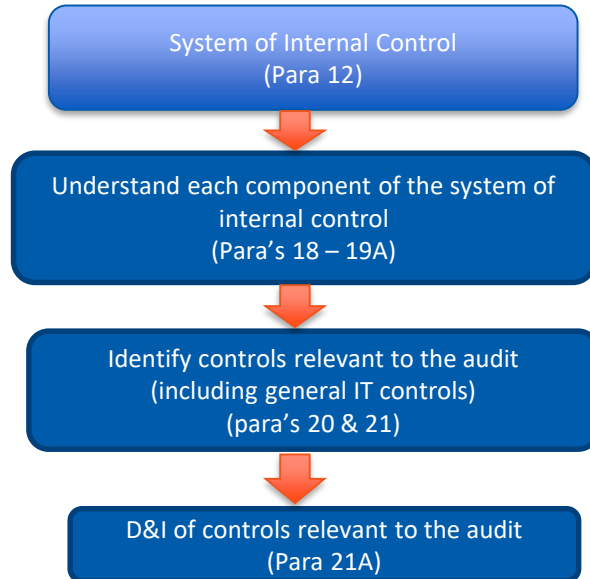 System of Internal Control
(Para 12)
Understand each component of the system of
internal control
(Para’s 18 – 19A)
Identify controls relevant to the audit
(including general IT controls)
(para’s 20 & 21)
D&I of controls relevant to the audit
(Para 21A)